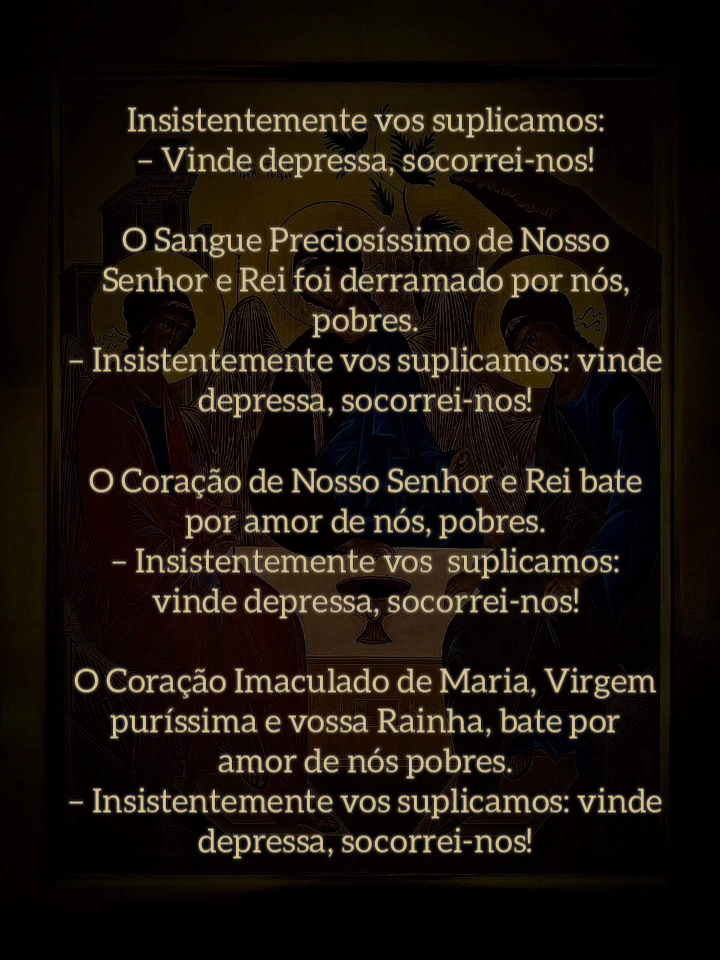 Insistentemente vos suplicamos:
– Vinde depressa, socorrei-nos!
O Sangue Preciosíssimo de Nosso
Senhor e Rei foi derramado por nós,
pobres.
– Insistentemente vos suplicamos: vinde
depressa, socorrei-nos!
O Coração de Nosso Senhor e Rei bate
por amor de nós, pobres.
– Insistentemente vos  suplicamos:
vinde depressa, socorrei-nos!
O Coração Imaculado de Maria, Virgem
puríssima e vossa Rainha, bate por
amor de nós pobres.
– Insistentemente vos suplicamos: vinde
depressa, socorrei-nos!